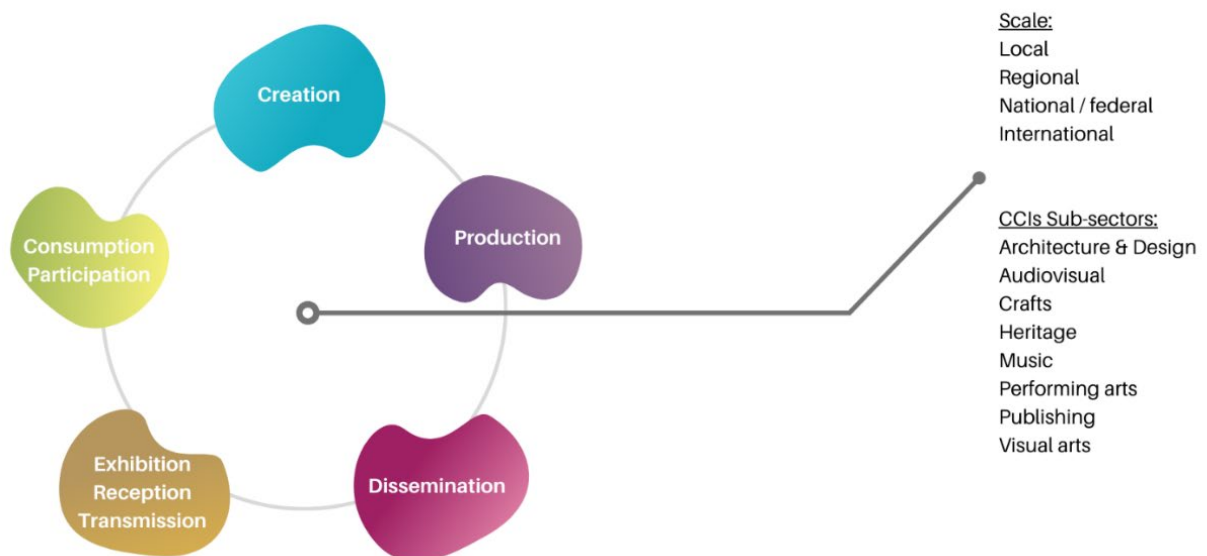 Creation
Production
Dissemination
Exhibition
Reception
Transmission
Consumption
Participation
Scale:
Local
Regional
National / federal
International
CCIs Sub-sectors:
Architecture & Design
Audiovisual
Crafts
Heritage
Music
Performing arts
Publishing
Visual arts